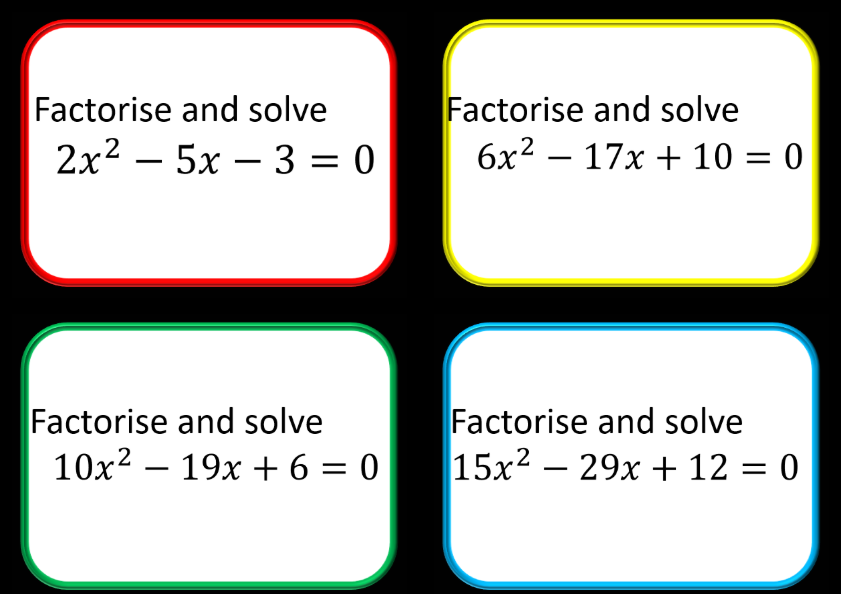 Factorise and solve
2𝑥² − 5𝑥 − 3 = 0
Factorise and solve
6𝑥² − 17𝑥 + 10 = 0
Factorise and solve
10𝑥² − 19𝑥 + 6 = 0
Factorise and solve
15𝑥² − 29𝑥 + 12 = 0